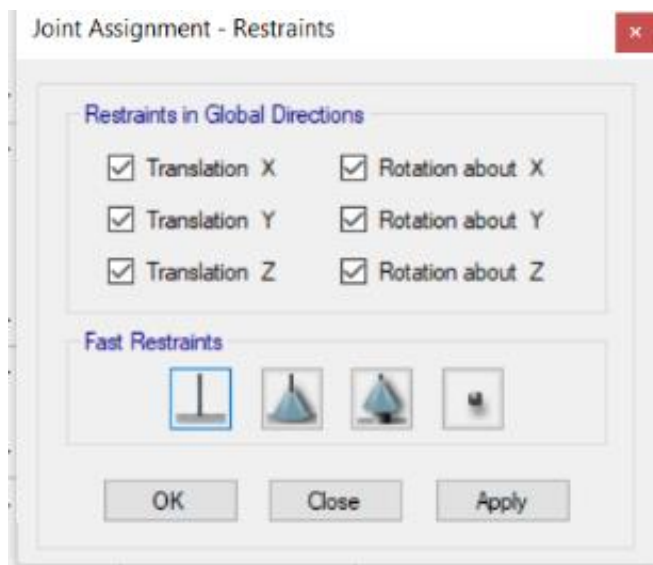 Joint Assignment - Restraints
Restraints in Global Directions
Translation X
Rotation about X
Translation Y
Rotation about Y
Translation Z
Rotation about Z
Fast Restraints
OK
Close
Apply